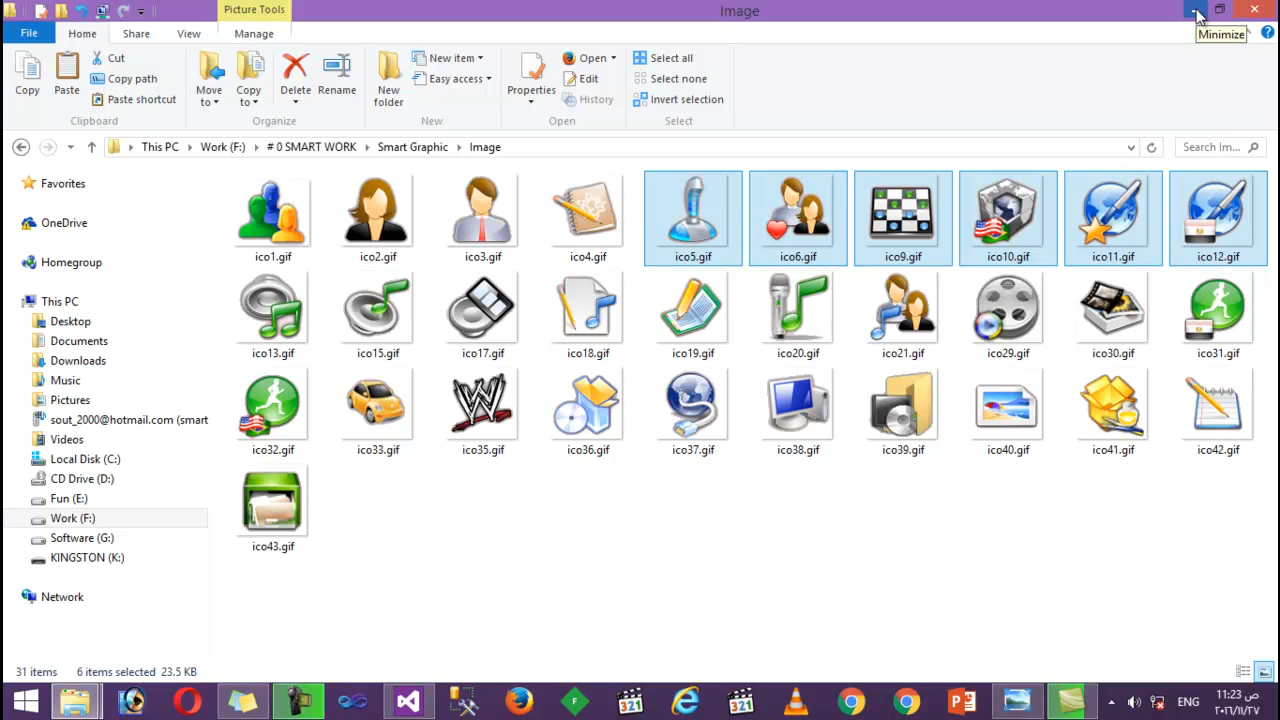 Picture Tools
Image
File
Home
Share
View
Manage
Minimize
Copy
Paste
Cut
Copy path
Paste shortcut
Clipboard
Move to
Copy to
Delete
Rename
Organize
New folder
New item
Easy access
New
Properties
Open
Edit
History
Open
Select all
Select none
Invert selection
Select
This PC
Work (F:)
# 0 SMART WORK
Smart Graphic
Image
Search Im...
Favorites
OneDrive
Homegroup
This PC
Desktop
Documents
Downloads
Music
Pictures
sout_2000@hotmail.com (smart
Videos
Local Disk (C:)
CD Drive (D:)
Fun (E:)
Work (F:)
Software (G:)
KINGSTON (K:)
Network
ico1.gif
ico2.gif
ico3.gif
ico4.gif
ico5.gif
ico6.gif
ico9.gif
ico10.gif
ico11.gif
ico12.gif
ico13.gif
ico15.gif
ico17.gif
ico18.gif
ico19.gif
ico20.gif
ico21.gif
ico29.gif
ico30.gif
ico31.gif
ico32.gif
ico33.gif
ico35.gif
ico36.gif
ico37.gif
ico38.gif
ico39.gif
ico40.gif
ico41.gif
ico42.gif
ico43.gif
31 items
6 items selected 23.5 KB
321
321
ENG
11:23 ص